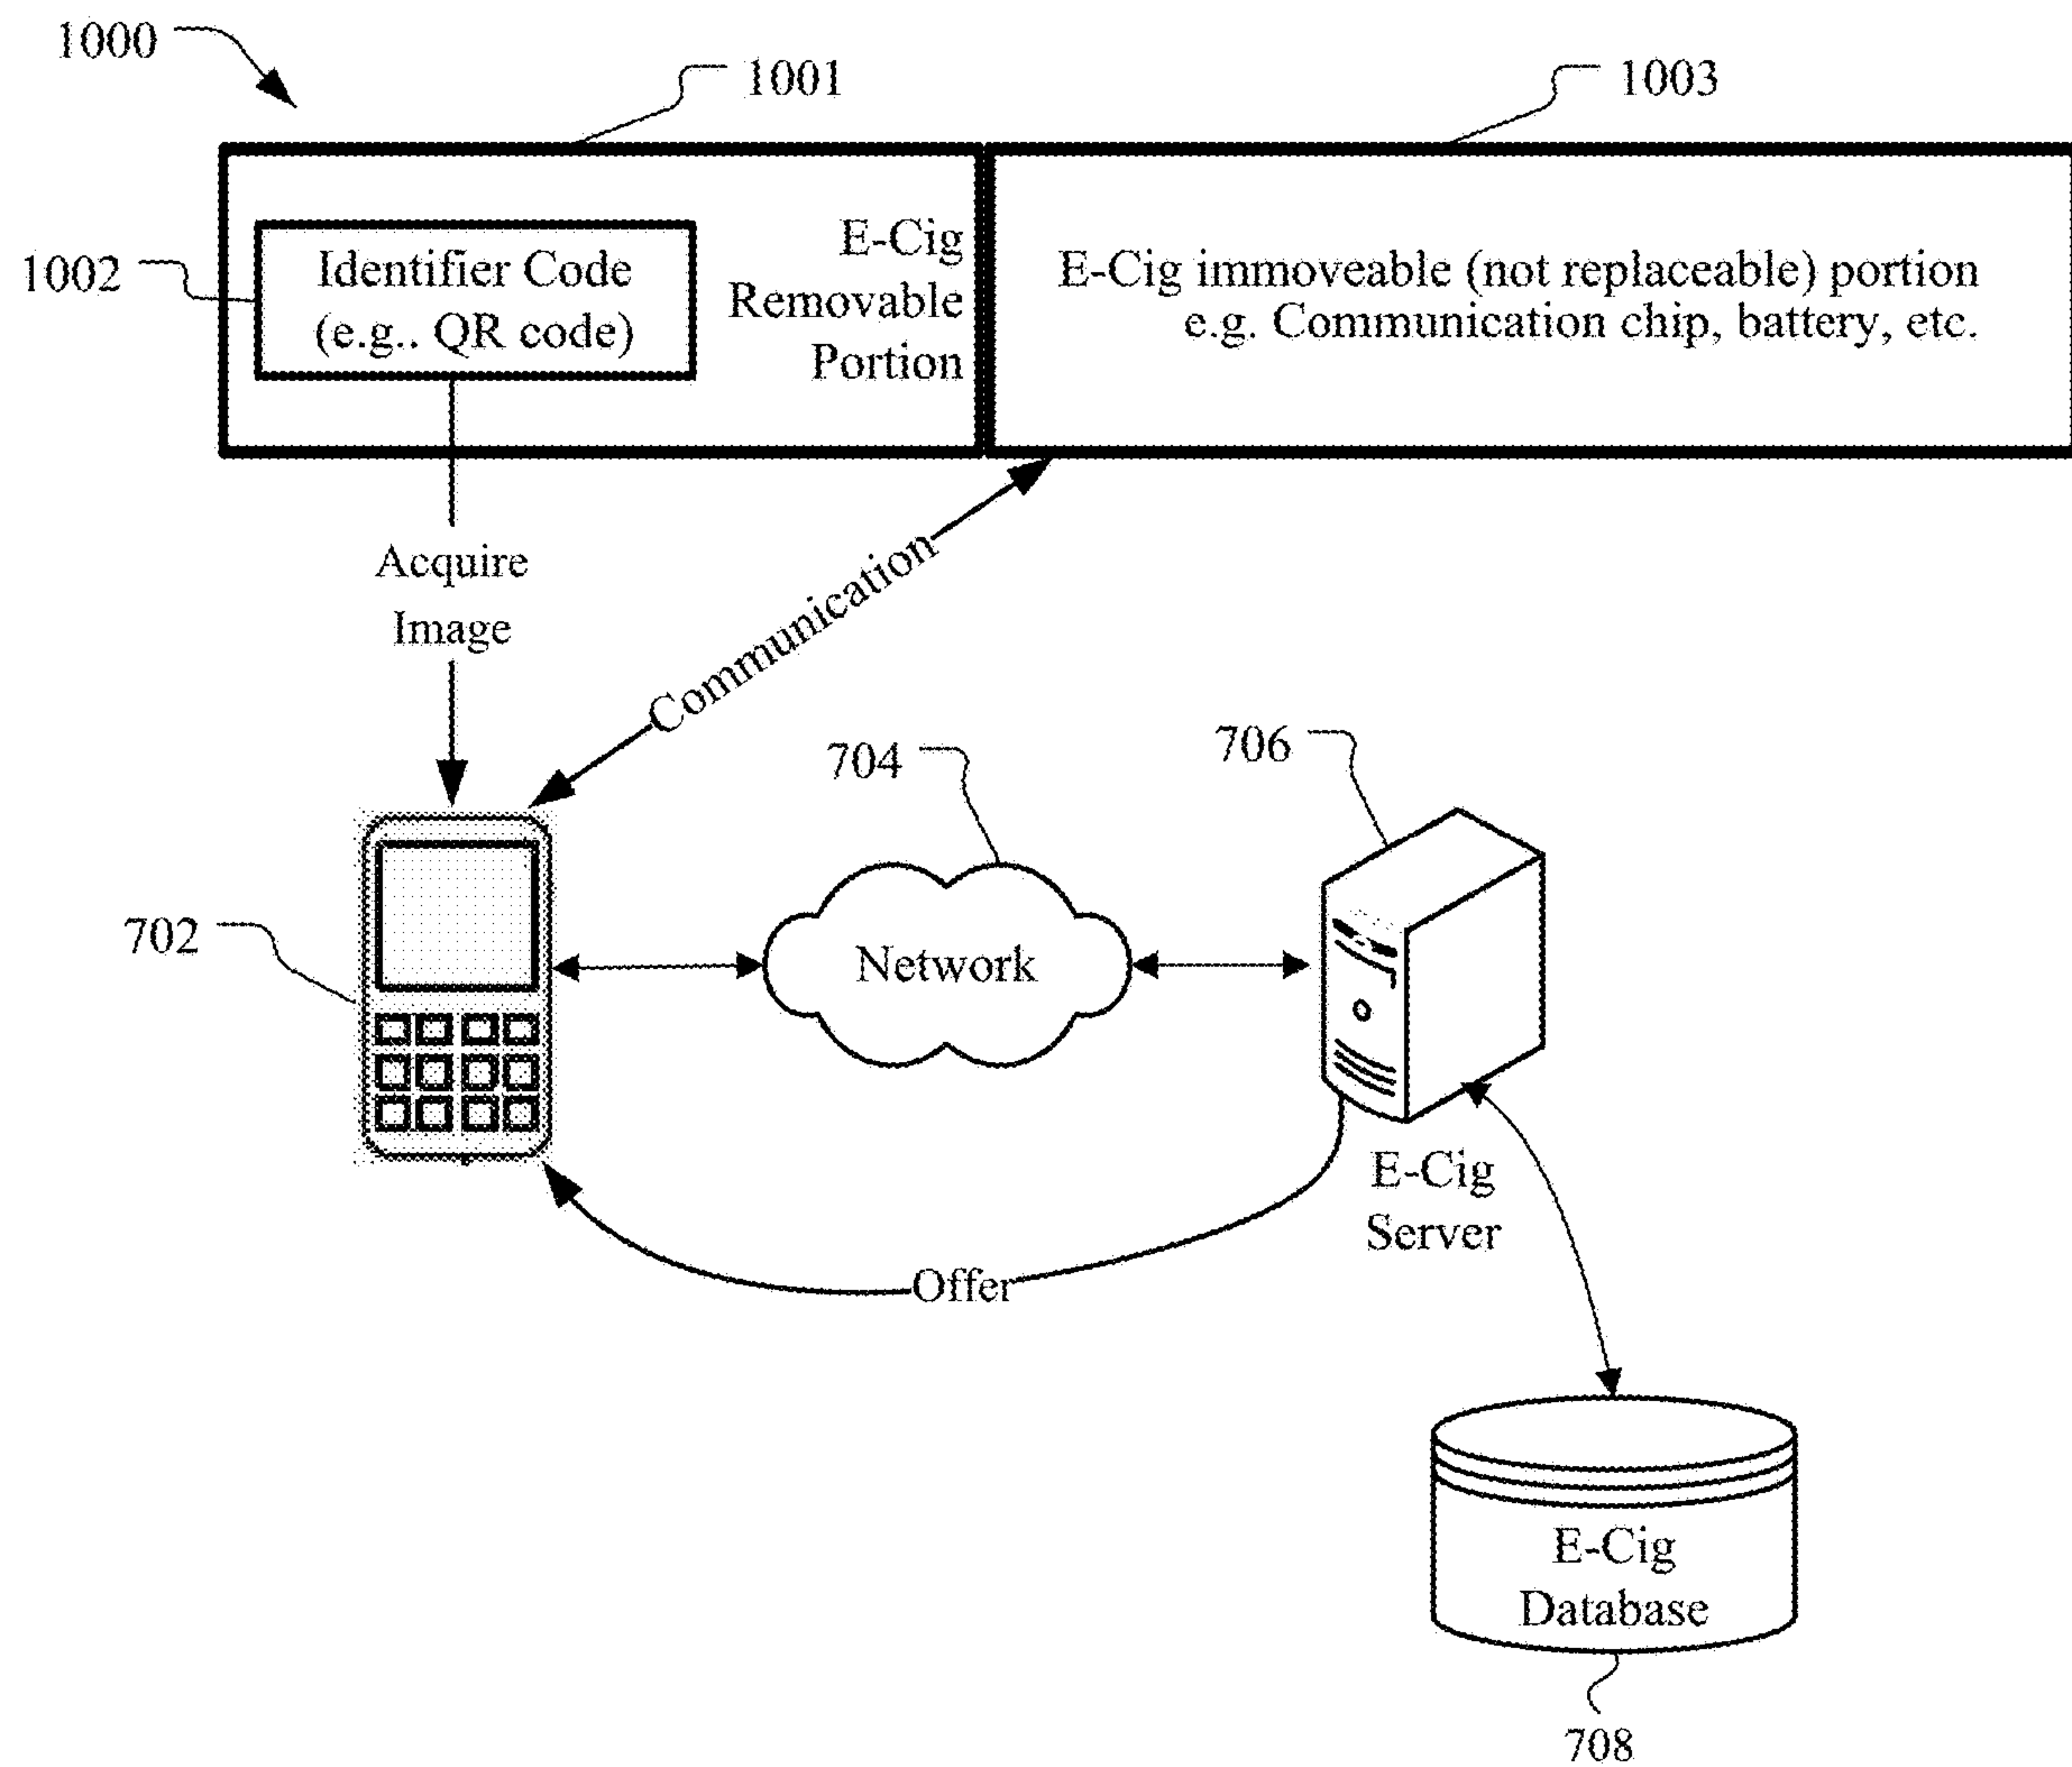 1000
1001
1003
1002
Identifier Code
(e.g.. QR code)
E-Cig
Removable
Portion
E-Cig immoveable (not replaceable) portion
e.g. Communication chip, battery, etc.
Acquire
Image
Communication
704
706
702
Network
E-Cig
Server
Offer
E-Cig
Database
708